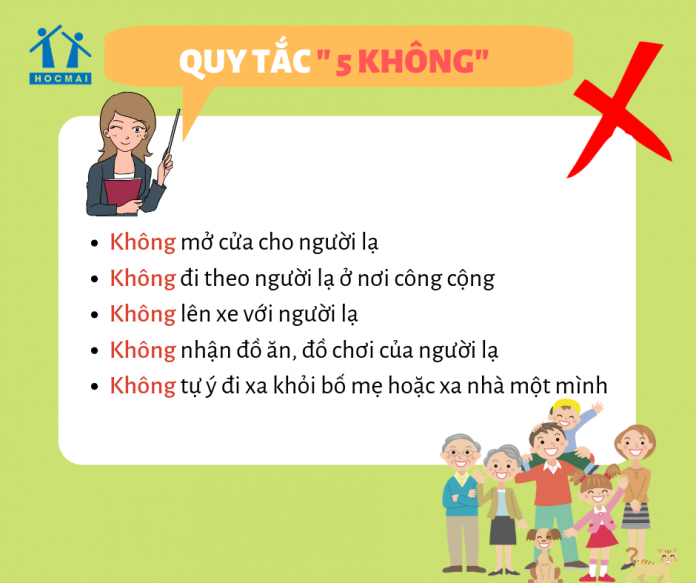 HOCMAI
QUY TẮC " 5 KHÔNG"
Không mở cửa cho người lạ
Không đi theo người lạ ở nơi công cộng
Không lên xe với người lạ
Không nhận đồ ăn, đồ chơi của người lạ
Không tự ý đi xa khỏi bố mẹ hoặc xa nhà một mình